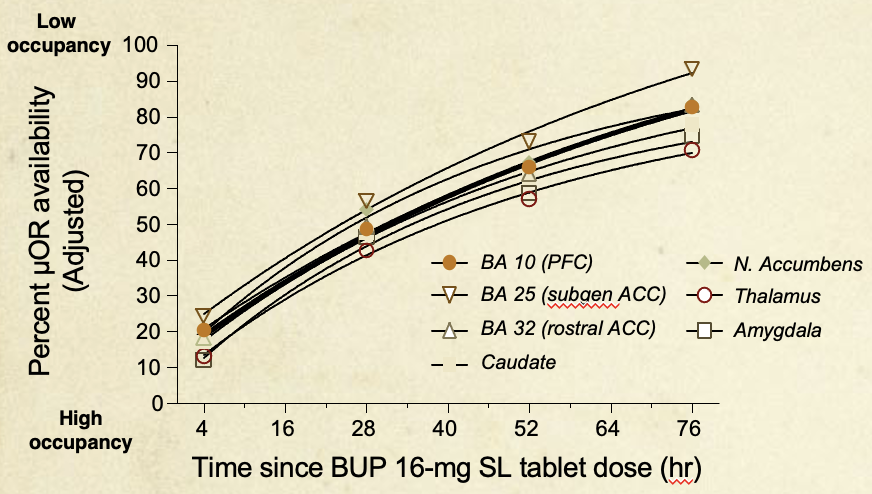 Low
occupancy
Percent µOR availability
(Adjusted)
100
90
80
70
60
50
40
30
20
10
0
High
occupancy
BA 10 (PFC)
BA 25 (subgen ACC)
BA 32 (rostral ACC)
Caudate
N. Accumbens
Thalamus
Amygdala
4 16 28 40 52 64 76
Time since BUP 16-mg SL tablet dose (hr)